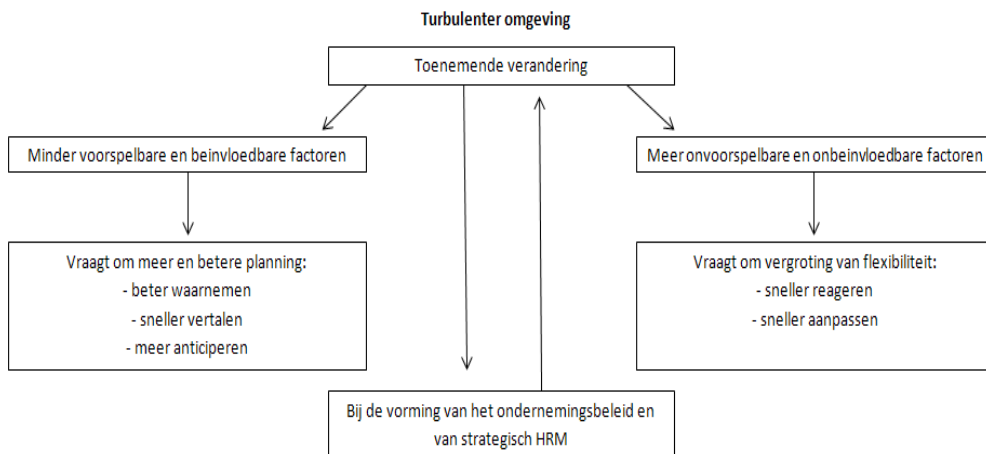 Turbulenter omgeving
Toenemende verandering
Minder voorspelbare en beinvloedbare factoren
Meer onvoorspelbare en onbeinvloedbare factoren
Vraagt om meer en betere planning:
- beter waarnemen
- sneller vertalen
- meer anticiperen
Vraagt om vergroting van flexibiliteit:
- sneller reageren
- sneller aanpassen
Bij de vorming van het ondernemingsbeleid en
van strategisch HRM